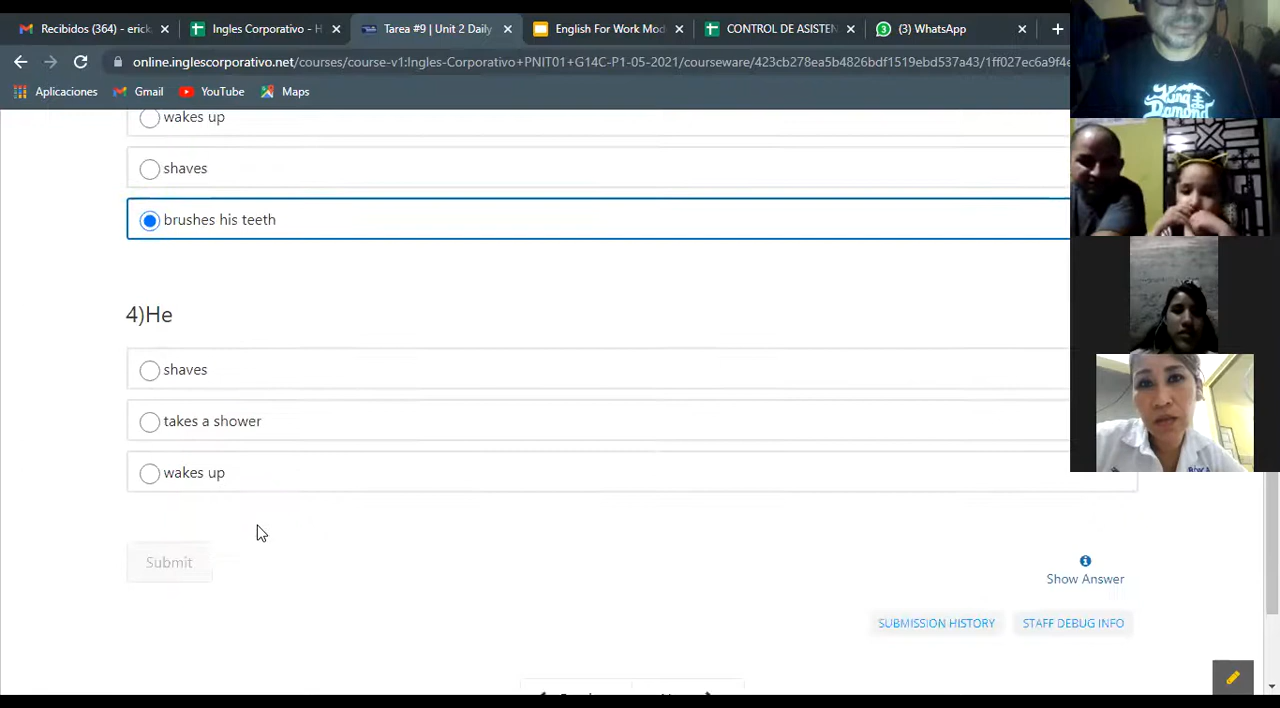 Recibidos (364) - erick.
Ingles Corporativo - H
Tarea #9 | Unit 2 Daily
English For Work Mod
CONTROL DE ASISTEN
(3) WhatsApp
online.inglescorporativo.net/courses/course-v1:Ingles-Corporativo+PNIT01+G14C-P1-05-2021/courseware/423cb278ea5b4826bdf1519ebd537a43/1ff027ec6a9f4e
Aplicaciones
Gmail
YouTube
Maps
King
Diamond
wakes up
shaves
brushes his teeth
4)He
shaves
takes a shower
wakes up
Submit
Show Answer
SUBMISSION HISTORY
STAFF DEBUG INFO